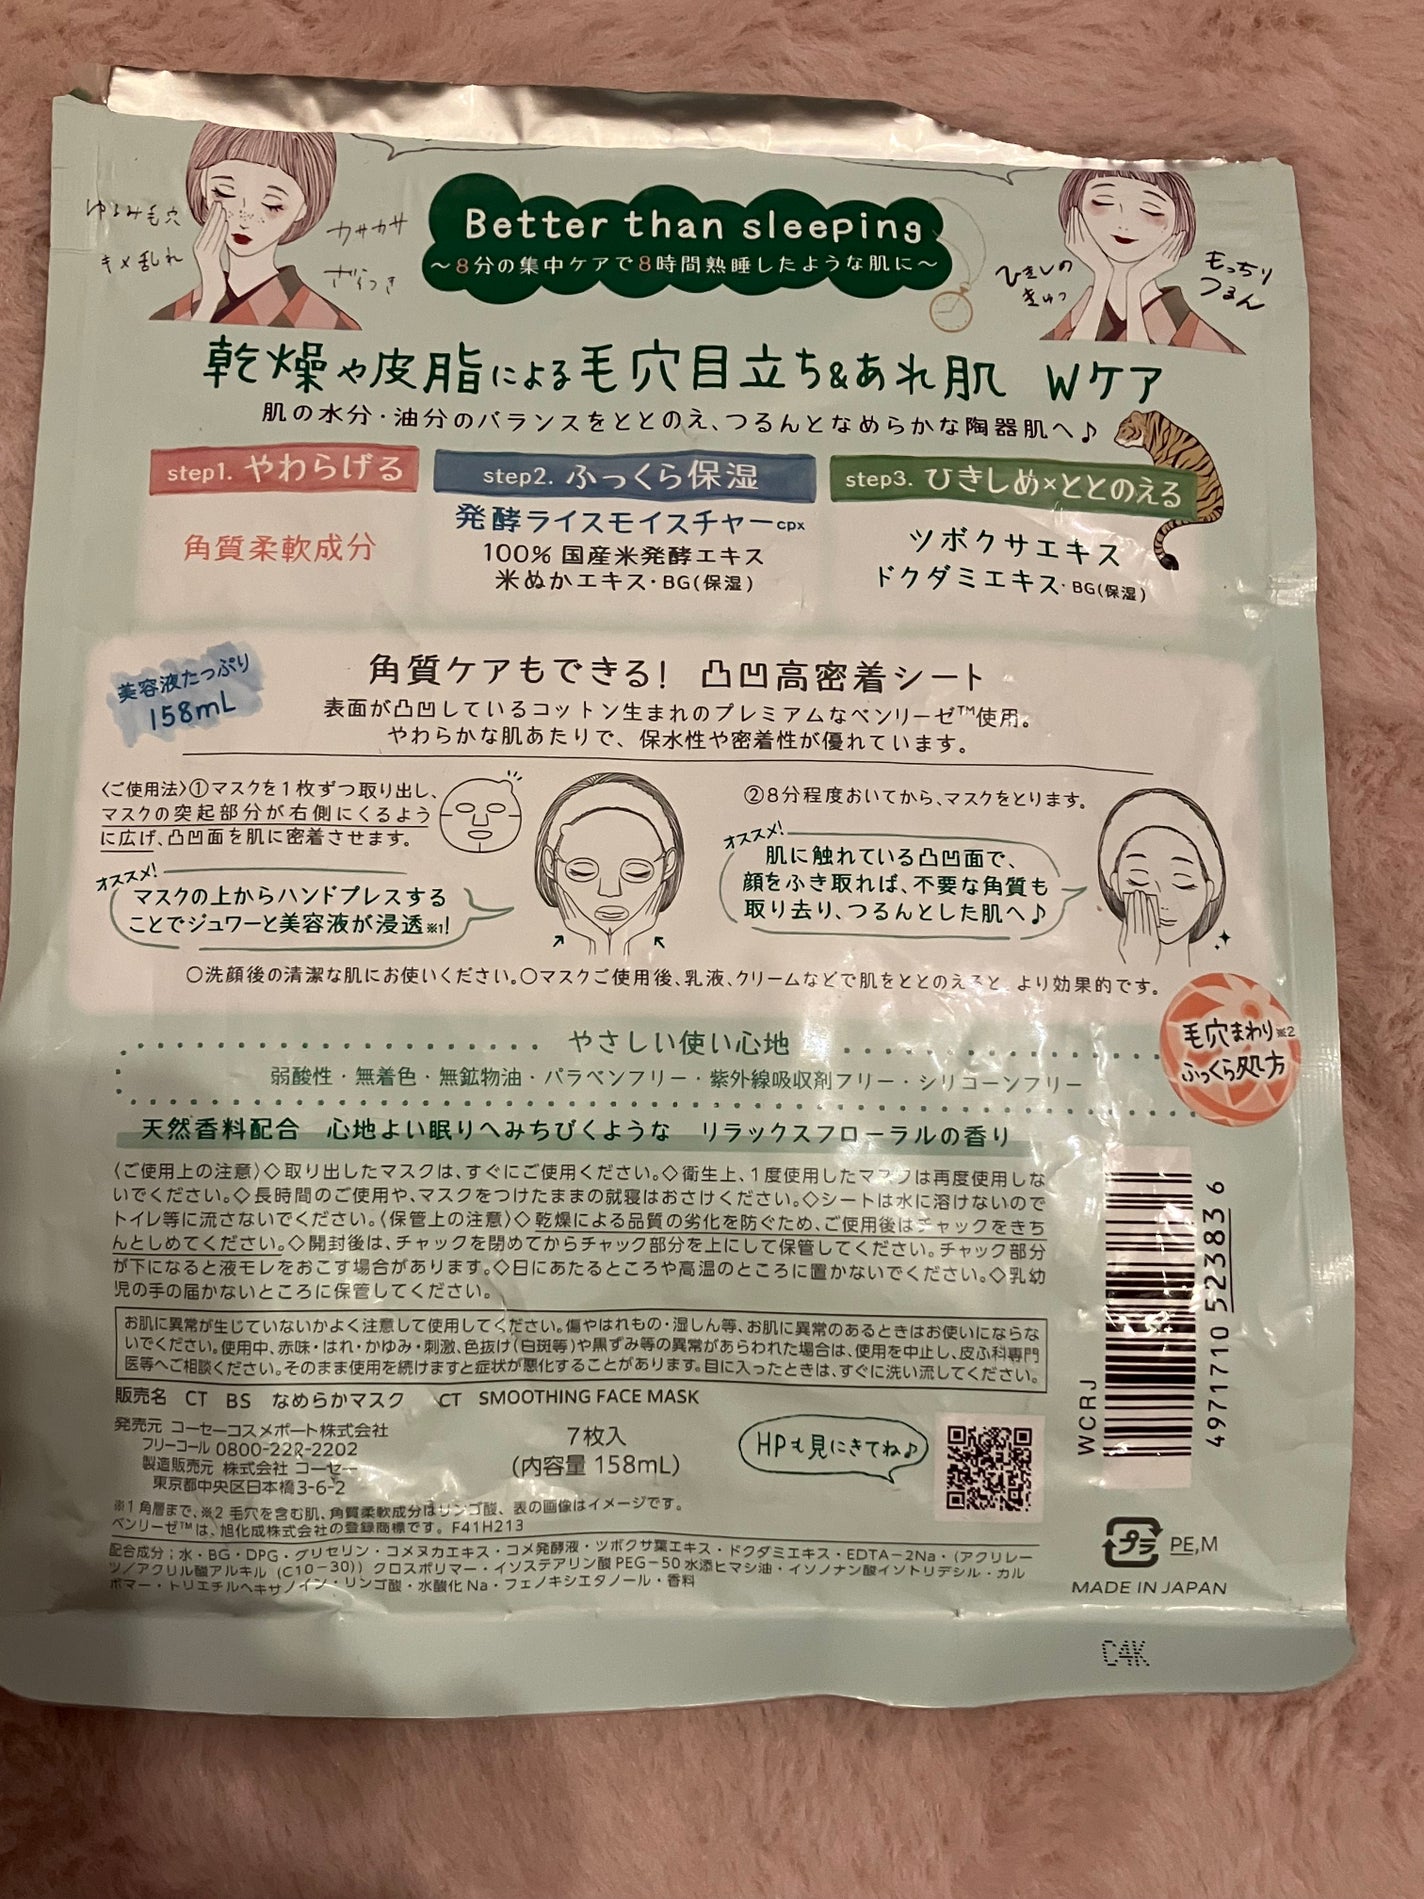 ゆるみ毛穴
キメ乱れ
カサカサ
ざらつき
Better than sleeping
～8分の集中ケアで8時間熟睡したような肌に～
ひきしめ
きゅっ
もっちり
つるん
乾燥や皮脂による毛穴目立ち&あれ肌 Wケア
肌の水分・油分のバランスをととのえ、つるんとなめらかな陶器肌へ♪
step1. やわらげる
角質柔軟成分
step2. ふっくら保湿
発酵ライスモイスチャーcpx
100% 国産米発酵エキス
米ぬかエキス・BG(保湿)
step3. ひきしめ×ととのえる
ツボクサエキス
ドクダミエキス・BG(保湿)
美容液たっぷり
158mL
角質ケアもできる! 凸凹高密着シート
表面が凸凹しているコットン生まれのプレミアムなベンリーゼ™使用。
やわらかな肌あたりで、保水性や密着性が優れています。
〈ご使用法〉①マスクを1枚ずつ取り出し、
マスクの突起部分が右側にくるよう
に広げ、凸凹面を肌に密着させます。
オススメ!
マスクの上からハンドプレスする
ことでジュワーと美容液が浸透※1!
②8分程度おいてから、マスクをとります。
オススメ!
肌に触れている凸凹面で、
顔をふき取れば、不要な角質も
取り去り、つるんとした肌へ♪
○洗顔後の清潔な肌にお使いください。○マスクご使用後、乳液、クリームなどで肌をととのえると、より効果的です。
毛穴まわり※2
ふっくら処方
やさしい使い心地
弱酸性・無着色・無鉱物油・パラベンフリー・紫外線吸収剤フリー・シリコーンフリー
天然香料配合 心地よい眠りへみちびくような リラックスフローラルの香り
〈ご使用上の注意〉◇取り出したマスクは、すぐにご使用ください。◇衛生上、1度使用したマスクは再度使用しな
いでください。◇長時間のご使用や、マスクをつけたままの就寝はおさけください。◇シートは水に溶けないので
トイレ等に流さないでください。〈保管上の注意〉◇乾燥による品質の劣化を防ぐため、ご使用後はチャックをきち
んとしめてください。◇開封後は、チャックを閉めてからチャック部分を上にして保管してください。チャック部分
が下になると液モレをおこす場合があります。◇日にあたるところや高温のところに置かないでください。◇乳幼
児の手の届かないところに保管してください。
お肌に異常が生じていないかよく注意して使用してください。傷やはれもの・湿しん等、お肌に異常のあるときはお使いにならな
いでください。使用中、赤味・はれ・かゆみ・刺激、色抜け(白斑等)や黒ずみ等の異常があらわれた場合は、使用を中止し、皮ふ科専門
医等へご相談ください。そのまま使用を続けますと症状が悪化することがあります。目に入ったときは、すぐに洗い流してください。
販売名 CT BS なめらかマスク CT SMOOTHING FACE MASK
発売元 コーセーコスメポート株式会社
フリーコール 0800-222-2202
製造販売元 株式会社 コーセー
東京都中央区日本橋3-6-2
7枚入
(内容量 158mL)
HPも見にきてね♪
WCRJ
4971710 523836
※1 角層まで、※2 毛穴を含む肌、角質柔軟成分はリンゴ酸、表の画像はイメージです。
ベンリーゼ™は、旭化成株式会社の登録商標です。F41H213
配合成分；水・BG・DPG・グリセリン・コメヌカエキス・コメ発酵液・ツボクサ葉エキス・ドクダミエキス・EDTA－2Na・(アクリレー
ツ/アクリル酸アルキル (C10－30)) クロスポリマー・イソステアリン酸PEG－50水添ヒマシ油・イソノナン酸イソトリデシル・カル
ボマー・トリエチルヘキサノイン・リンゴ酸・水酸化Na・フェノキシエタノール・香料
プラ PE,M
MADE IN JAPAN
C4K